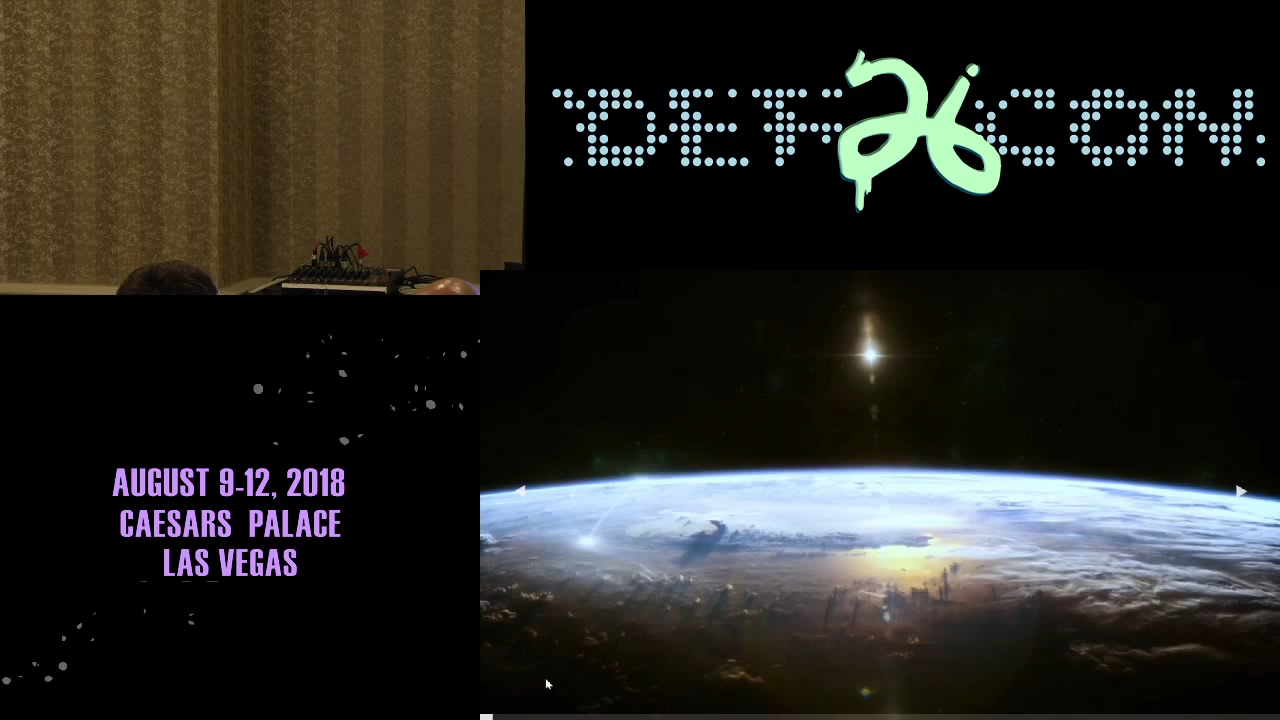 DEF 26 CON
AUGUST 9-12, 2018
CAESARS PALACE
LAS VEGAS